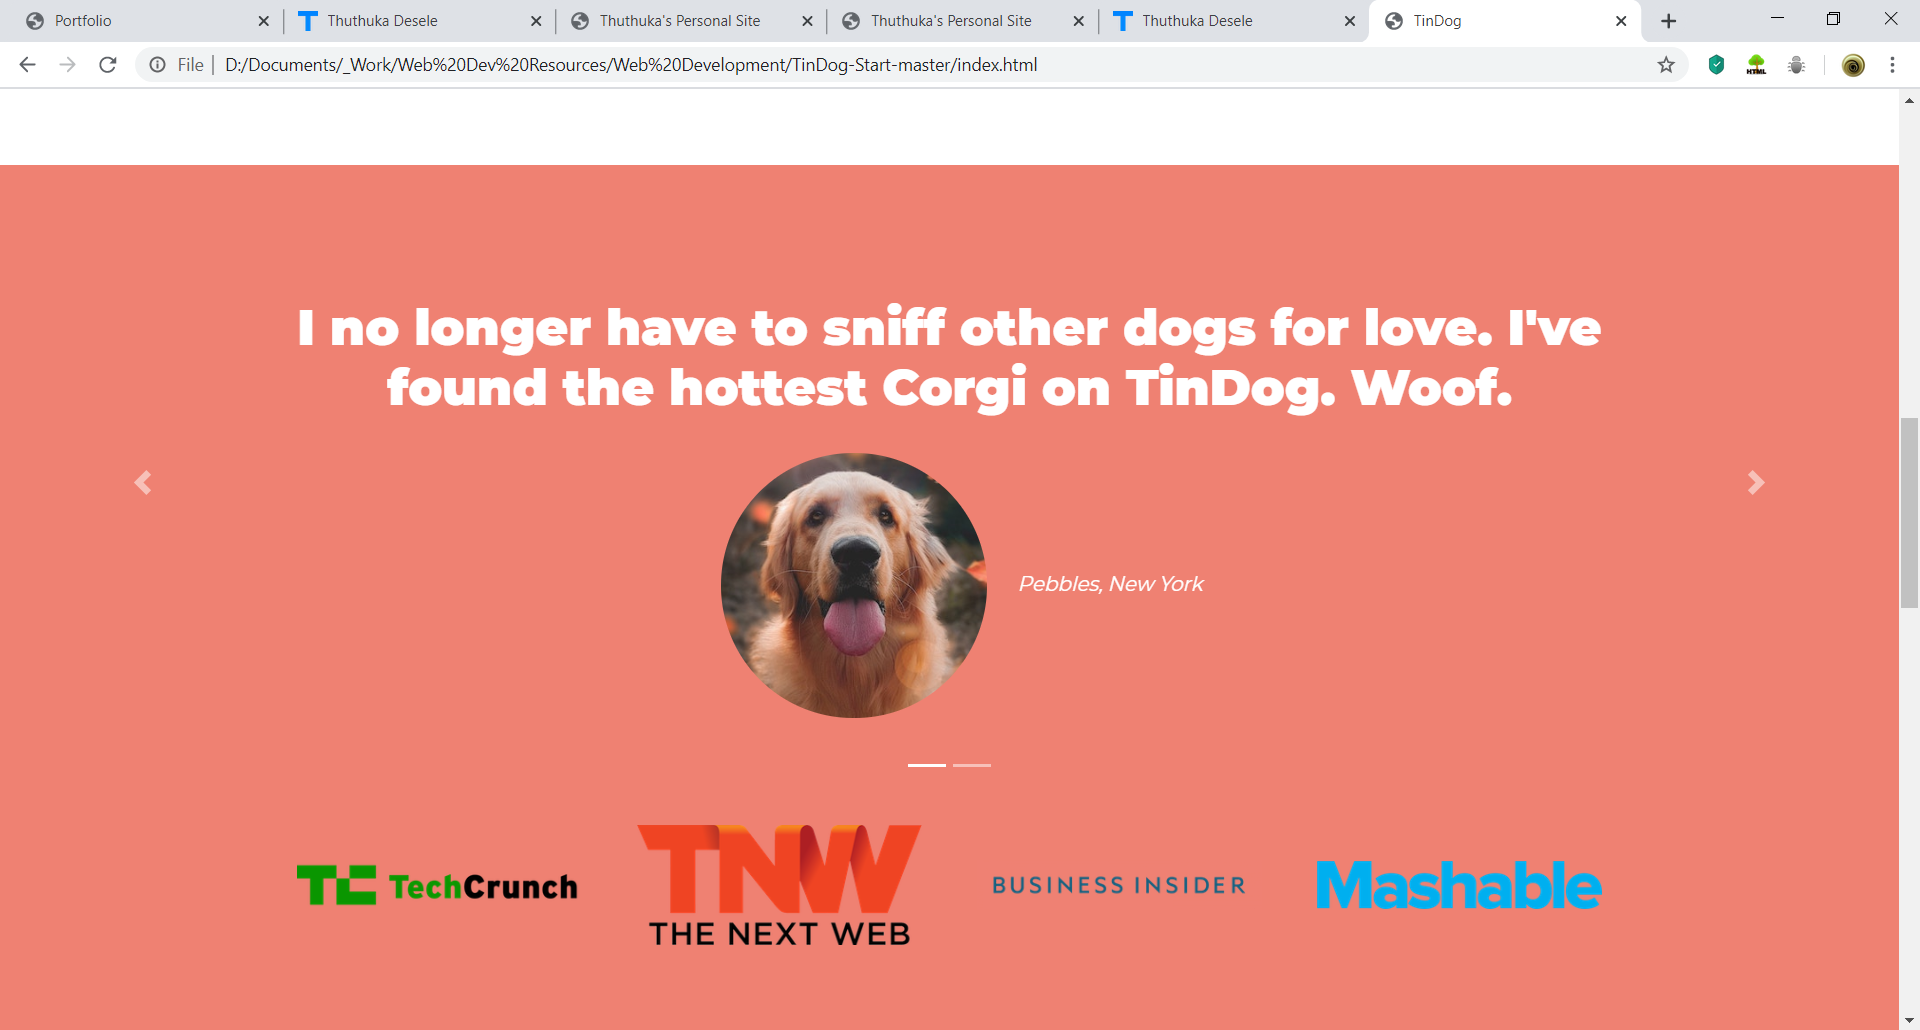 Portfolio
Thuthuka Desele
Thuthuka's Personal Site
Thuthuka's Personal Site
Thuthuka Desele
TinDog
File
D:/Documents/_Work/Web%20Dev%20Resources/Web%20Development/TinDog-Start-master/index.html
HTML
I no longer have to sniff other dogs for love. I've
found the hottest Corgi on TinDog. Woof.
Pebbles, New York
TC TechCrunch
TNW
THE NEXT WEB
BUSINESS INSIDER
Mashable